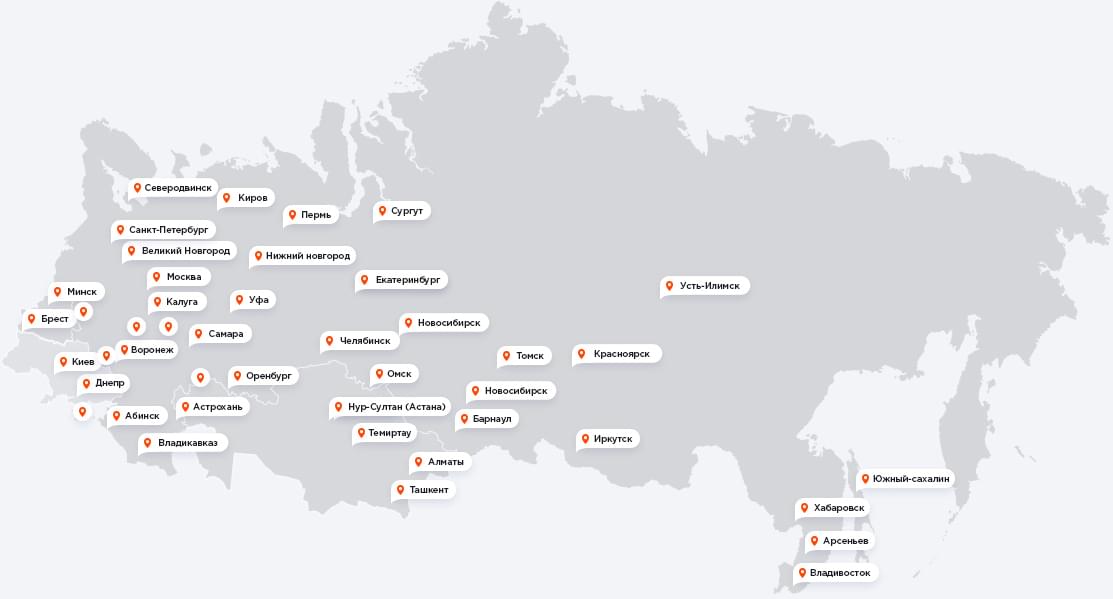 Северодвинск
Киров
Пермь
Сургут
Санкт-Петербург
Великий Новгород
Нижний новгород
Москва
Екатеринбург
Усть-Илимск
Минск
Калуга
Уфа
Брест
Новосибирск
Самара
Челябинск
Воронеж
Красноярск
Томск
Киев
Омск
Оренбург
Днепр
Новосибирск
Астрохань
Нур-Султан (Астана)
Абинск
Барнаул
Темиртау
Иркутск
Владикавказ
Алматы
Южный-сахалин
Ташкент
Хабаровск
Арсеньев
Владивосток